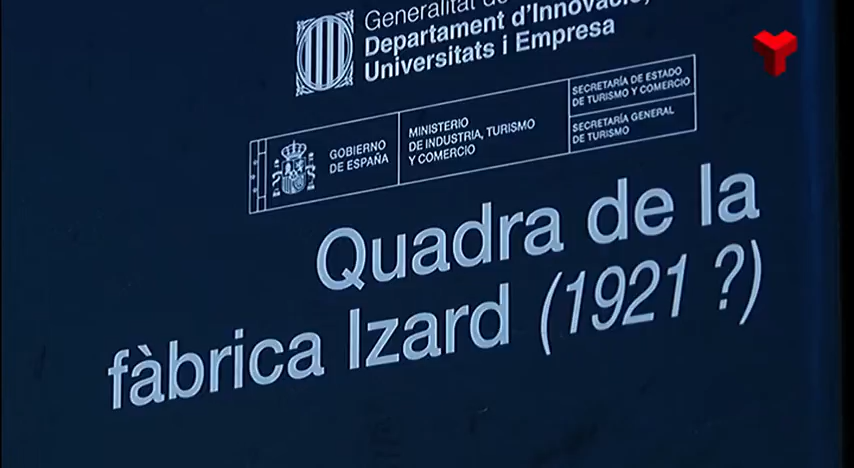 Generalitat de
Departament d'Innovació,
Universitats i Empresa
GOBIERNO
DE ESPAÑA
MINISTERIO
DE INDUSTRIA, TURISMO
Y COMERCIO
SECRETARÍA DE ESTADO
DE TURISMO Y COMERCIO
SECRETARÍA GENERAL
DE TURISMO
Quadra de la
fàbrica Izard (1921 ?)